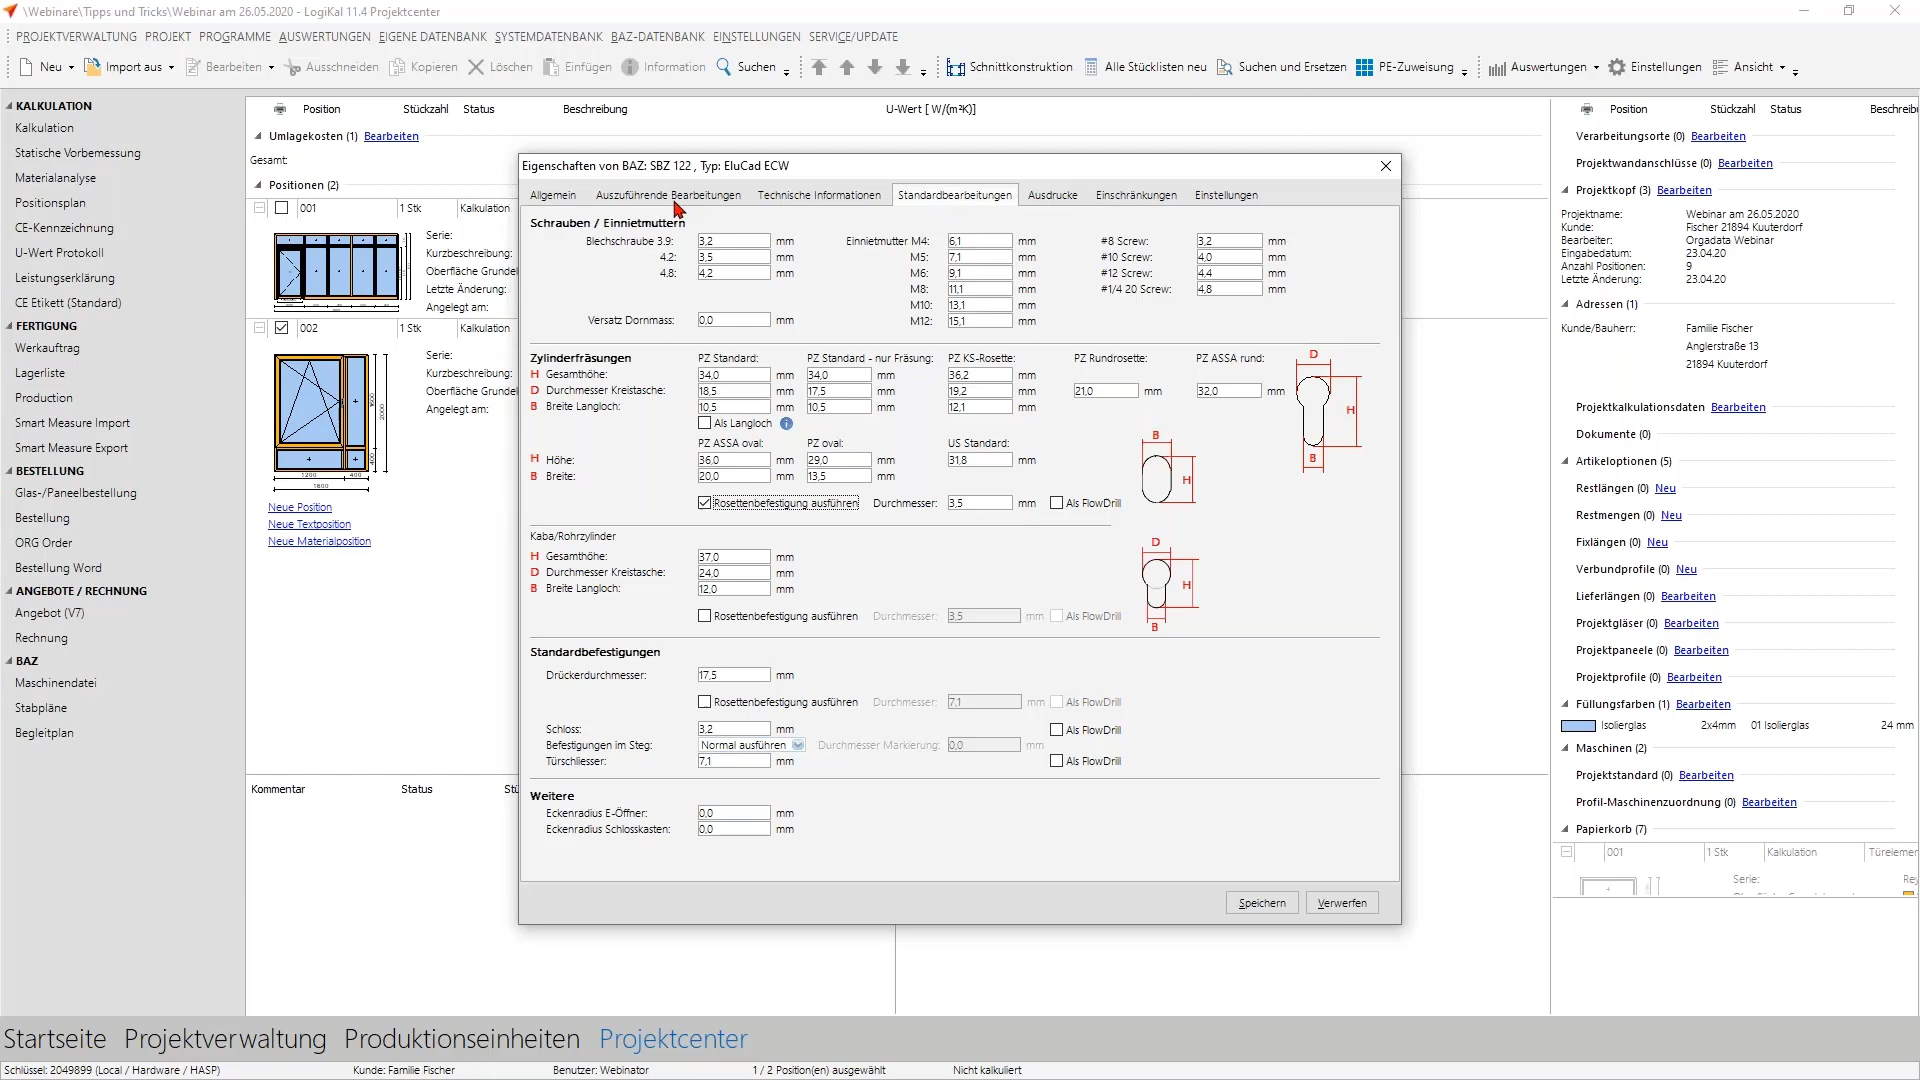 \Webinare\Tipps und Tricks\Webinar am 26.05.2020 - LogiKal 11.4 Projektcenter
PROJEKTVERWALTUNG PROJEKT PROGRAMME AUSWERTUNGEN EIGENE DATENBANK SYSTEMDATENBANK BAZ-DATENBANK EINSTELLUNGEN SERVICE/UPDATE
Neu Import aus Bearbeiten Ausschneiden Kopieren Löschen Einfügen Information Suchen Schnittkonstruktion Alle Stücklisten neu Suchen und Ersetzen PE-Zuweisung Auswertungen Einstellungen Ansicht
KALKULATION
Kalkulation
Statische Vorbemessung
Materialanalyse
Positionsplan
CE-Kennzeichnung
U-Wert Protokoll
Leistungserklärung
CE Etikett (Standard)
FERTIGUNG
Werkauftrag
Lagerliste
Production
Smart Measure Import
Smart Measure Export
BESTELLUNG
Glas-/Paneelbestellung
Bestellung
ORG Order
Bestellung Word
ANGEBOTE / RECHNUNG
Angebot (V7)
Rechnung
BAZ
Maschinendatei
Stabpläne
Begleitplan
Position Stückzahl Status Beschreibung U-Wert [ W/(m²K)]
Umlagekosten (1) Bearbeiten
Gesamt:
Positionen (2)
001 1 Stk Kalkulation
Serie:
Kurzbeschreibung:
Oberfläche Grundele
Letzte Änderung:
Angelegt am:
002 1 Stk Kalkulation
Serie:
Kurzbeschreibung:
Oberfläche Grundele
Angelegt am:
1600
2000
400
1200 400
1800
Neue Position
Neue Textposition
Neue Materialposition
Kommentar Status Stü
Eigenschaften von BAZ: SBZ 122 , Typ: EluCad ECW
Allgemein Auszuführende Bearbeitungen Technische Informationen Standardbearbeitungen Ausdrucke Einschränkungen Einstellungen
Schrauben / Einnietmuttern
Blechschraube 3.9: 3,2 mm Einnietmutter M4: 6,1 mm #8 Screw: 3,2 mm
4.2: 3,5 mm M5: 7,1 mm #10 Screw: 4,0 mm
4.8: 4,2 mm M6: 9,1 mm #12 Screw: 4,4 mm
M8: 11,1 mm #1/4 20 Screw: 4,8 mm
M10: 13,1 mm
Versatz Dornmass: 0,0 mm M12: 15,1 mm
Zylinderfräsungen PZ Standard: PZ Standard - nur Fräsung: PZ KS-Rosette: PZ Rundrosette: PZ ASSA rund: D
H Gesamthöhe: 34,0 mm 34,0 mm 36,2 mm
D Durchmesser Kreistasche: 18,5 mm 17,5 mm 19,2 mm 21,0 mm 32,0 mm
B Breite Langloch: 10,5 mm 10,5 mm 12,1 mm H
Als Langloch
PZ ASSA oval: PZ oval: US Standard: B
H Höhe: 36,0 mm 29,0 mm 31,8 mm B
B Breite: 20,0 mm 13,5 mm H
Rosettenbefestigung ausführen Durchmesser: 3,5 mm Als FlowDrill
Kaba/Rohrzylinder D
H Gesamthöhe: 37,0 mm
D Durchmesser Kreistasche: 24,0 mm
B Breite Langloch: 12,0 mm H
Rosettenbefestigung ausführen Durchmesser: 3,5 mm Als FlowDrill
B
Standardbefestigungen
Drückerdurchmesser: 17,5 mm
Rosettenbefestigung ausführen Durchmesser: 7,1 mm Als FlowDrill
Schloss: 3,2 mm Als FlowDrill
Befestigungen im Steg: Normal ausführen Durchmesser Markierung: 0,0 mm
Türschliesser: 7,1 mm Als FlowDrill
Weitere
Eckenradius E-Öffner: 0,0 mm
Eckenradius Schlosskasten: 0,0 mm
Speichern Verwerfen
Position Stückzahl Status Beschreib
Verarbeitungsorte (0) Bearbeiten
Projektwandanschlüsse (0) Bearbeiten
Projektkopf (3) Bearbeiten
Projektname: Webinar am 26.05.2020
Kunde: Fischer 21894 Kuuterdorf
Bearbeiter: Orgadata Webinar
Eingabedatum: 23.04.20
Anzahl Positionen: 9
Letzte Änderung: 23.04.20
Adressen (1)
Kunde/Bauherr: Familie Fischer
Anglerstraße 13
21894 Kuuterdorf
Projektkalkulationsdaten Bearbeiten
Dokumente (0)
Artikeloptionen (5)
Restlängen (0) Neu
Restmengen (0) Neu
Fixlängen (0) Neu
Verbundprofile (0) Neu
Lieferlängen (0) Bearbeiten
Projektgläser (0) Bearbeiten
Projektpaneele (0) Bearbeiten
Projektprofile (0) Bearbeiten
Füllungsfarben (1) Bearbeiten
Isolierglas 2x4mm 01 Isolierglas 24 mm
Maschinen (2)
Projektstandard (0) Bearbeiten
Profil-Maschinenzuordnung (0) Bearbeiten
Papierkorb (7)
001 1 Stk Kalkulation Türelemer
Serie: Rey
Startseite Projektverwaltung Produktionseinheiten Projektcenter
Schlüssel: 2049899 (Local / Hardware / HASP) Kunde: Familie Fischer Benutzer: Webinator 1 / 2 Position(en) ausgewählt Nicht kalkuliert